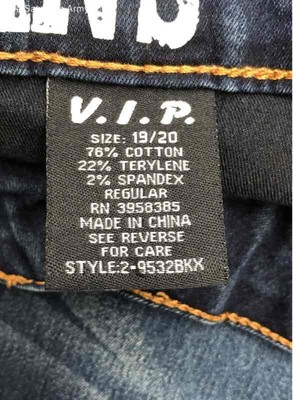 V.I.P.
SIZE: 19/20
76% COTTON
22% TERYLENE
2% SPANDEX
REGULAR
RN 3958385
MADE IN CHINA
SEE REVERSE
FOR CARE
STYLE:2-9532BKX